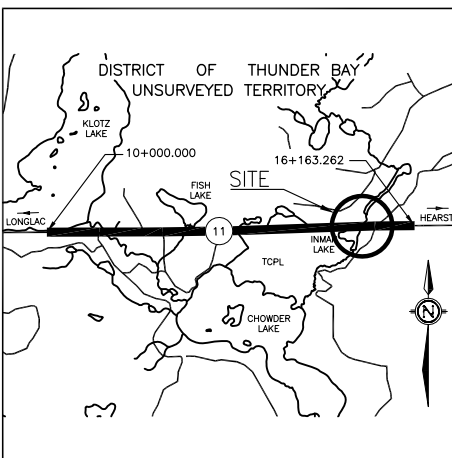 DISTRICT OF THUNDER BAY
UNSURVEYED TERRITORY
KLOTZ
LAKE
10+000.000
16+163.262
FISH
LAKE
SITE
LONGLAC
11
HEARST
INMAN
LAKE
TCPL
CHOWDER
LAKE
N